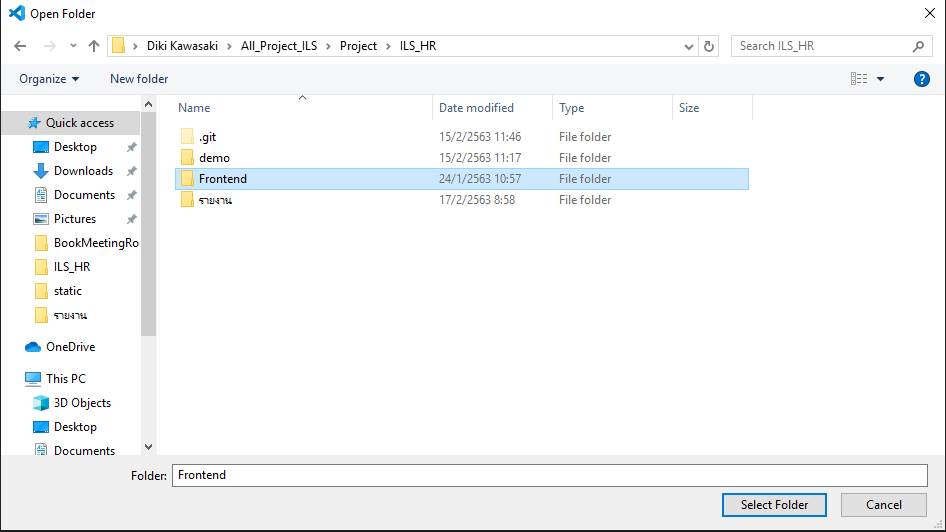 Open Folder
Diki Kawasaki > All_Project_ILS > Project > ILS_HR
Search ILS_HR
Organize
New folder
?
Name Date modified Type Size
.git 15/2/2563 11:46 File folder
demo 15/2/2563 11:17 File folder
Frontend 24/1/2563 10:57 File folder
รายงาน 17/2/2563 8:58 File folder
Quick access
Desktop
Downloads
Documents
Pictures
BookMeetingRo
ILS_HR
static
รายงาน
OneDrive
This PC
3D Objects
Desktop
Documents
Folder: Frontend
Select Folder Cancel